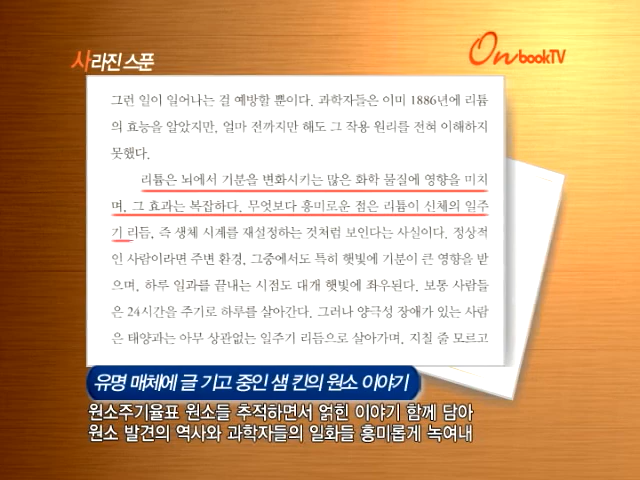 사라진 스푼
On bookTV
그런 일이 일어나는 걸 예방할 뿐이다. 과학자들은 이미 1886년에 리튬
의 효능을 알았지만, 얼마 전까지만 해도 그 작용 원리를 전혀 이해하지
못했다.
리튬은 뇌에서 기분을 변화시키는 많은 화학 물질에 영향을 미치
며, 그 효과는 복잡하다. 무엇보다 흥미로운 점은 리튬이 신체의 일주
기 리듬, 즉 생체 시계를 재설정하는 것처럼 보인다는 사실이다. 정상적
인 사람이라면 주변 환경, 그중에서도 특히 햇빛에 기분이 큰 영향을 받
으며, 하루 일과를 끝내는 시점도 대개 햇빛에 좌우된다. 보통 사람들
은 24시간을 주기로 하루를 살아간다. 그러나 양극성 장애가 있는 사람
은 태양과는 아무 상관없는 일주기 리듬으로 살아가며, 지칠 줄 모르고
유명 매체에 글 기고 중인 샘 킨의 원소 이야기
원소주기율표 원소들 추적하면서 얽힌 이야기 함께 담아
원소 발견의 역사와 과학자들의 일화들 흥미롭게 녹여내